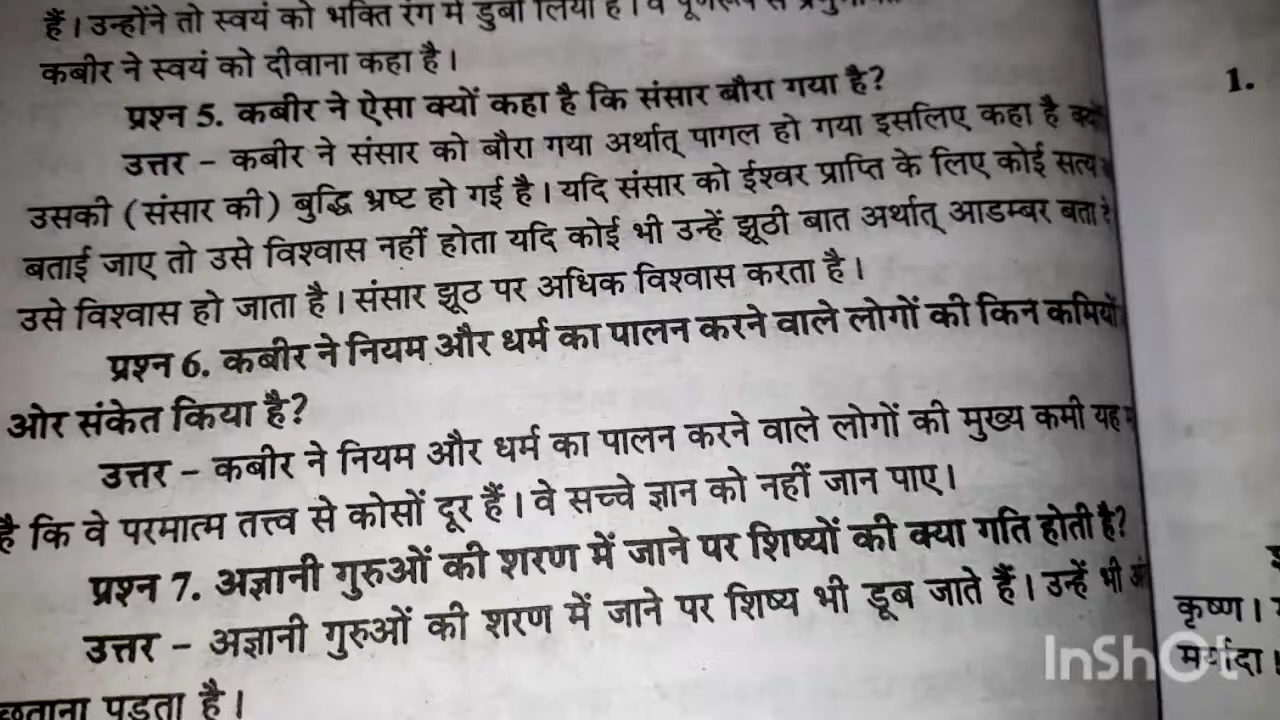 हैं। उन्होंने तो स्वयं को भक्ति रंग में डुबो लिया है। वे
कबीर ने स्वयं को दीवाना कहा है।
प्रश्न 5. कबीर ने ऐसा क्यों कहा है कि संसार बौरा गया है?
उत्तर – कबीर ने संसार को बौरा गया अर्थात् पागल हो गया इसलिए कहा है
उसकी (संसार की) बुद्धि भ्रष्ट हो गई है। यदि संसार को ईश्वर प्राप्ति के लिए कोई सत्य
बताई जाए तो उसे विश्वास नहीं होता यदि कोई भी उन्हें झूठी बात अर्थात् आडम्बर बता
उसे विश्वास हो जाता है। संसार झूठ पर अधिक विश्वास करता है।
प्रश्न 6. कबीर ने नियम और धर्म का पालन करने वाले लोगों की किन कमियों
ओर संकेत किया है?
उत्तर – कबीर ने नियम और धर्म का पालन करने वाले लोगों की मुख्य कमी यह
है कि वे परमात्म तत्त्व से कोसों दूर हैं। वे सच्चे ज्ञान को नहीं जान पाए।
प्रश्न 7. अज्ञानी गुरुओं की शरण में जाने पर शिष्यों की क्या गति होती है?
उत्तर – अज्ञानी गुरुओं की शरण में जाने पर शिष्य भी डूब जाते हैं। उन्हें भी
पड़ता है।
1.
कृष्ण।
मर्यादा।
InShOt